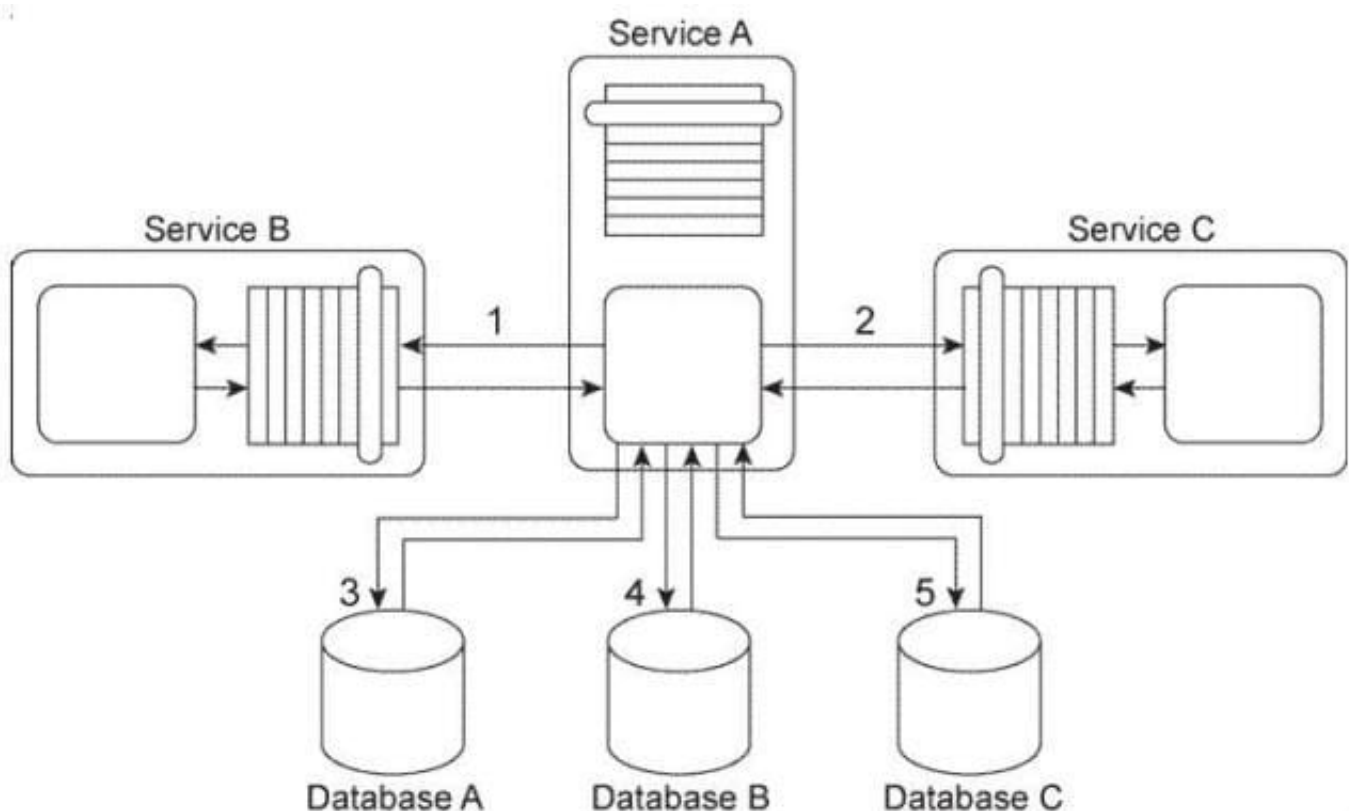 Service A
Service B
Service C
1
2
3
4
5
Database A
Database B
Database C